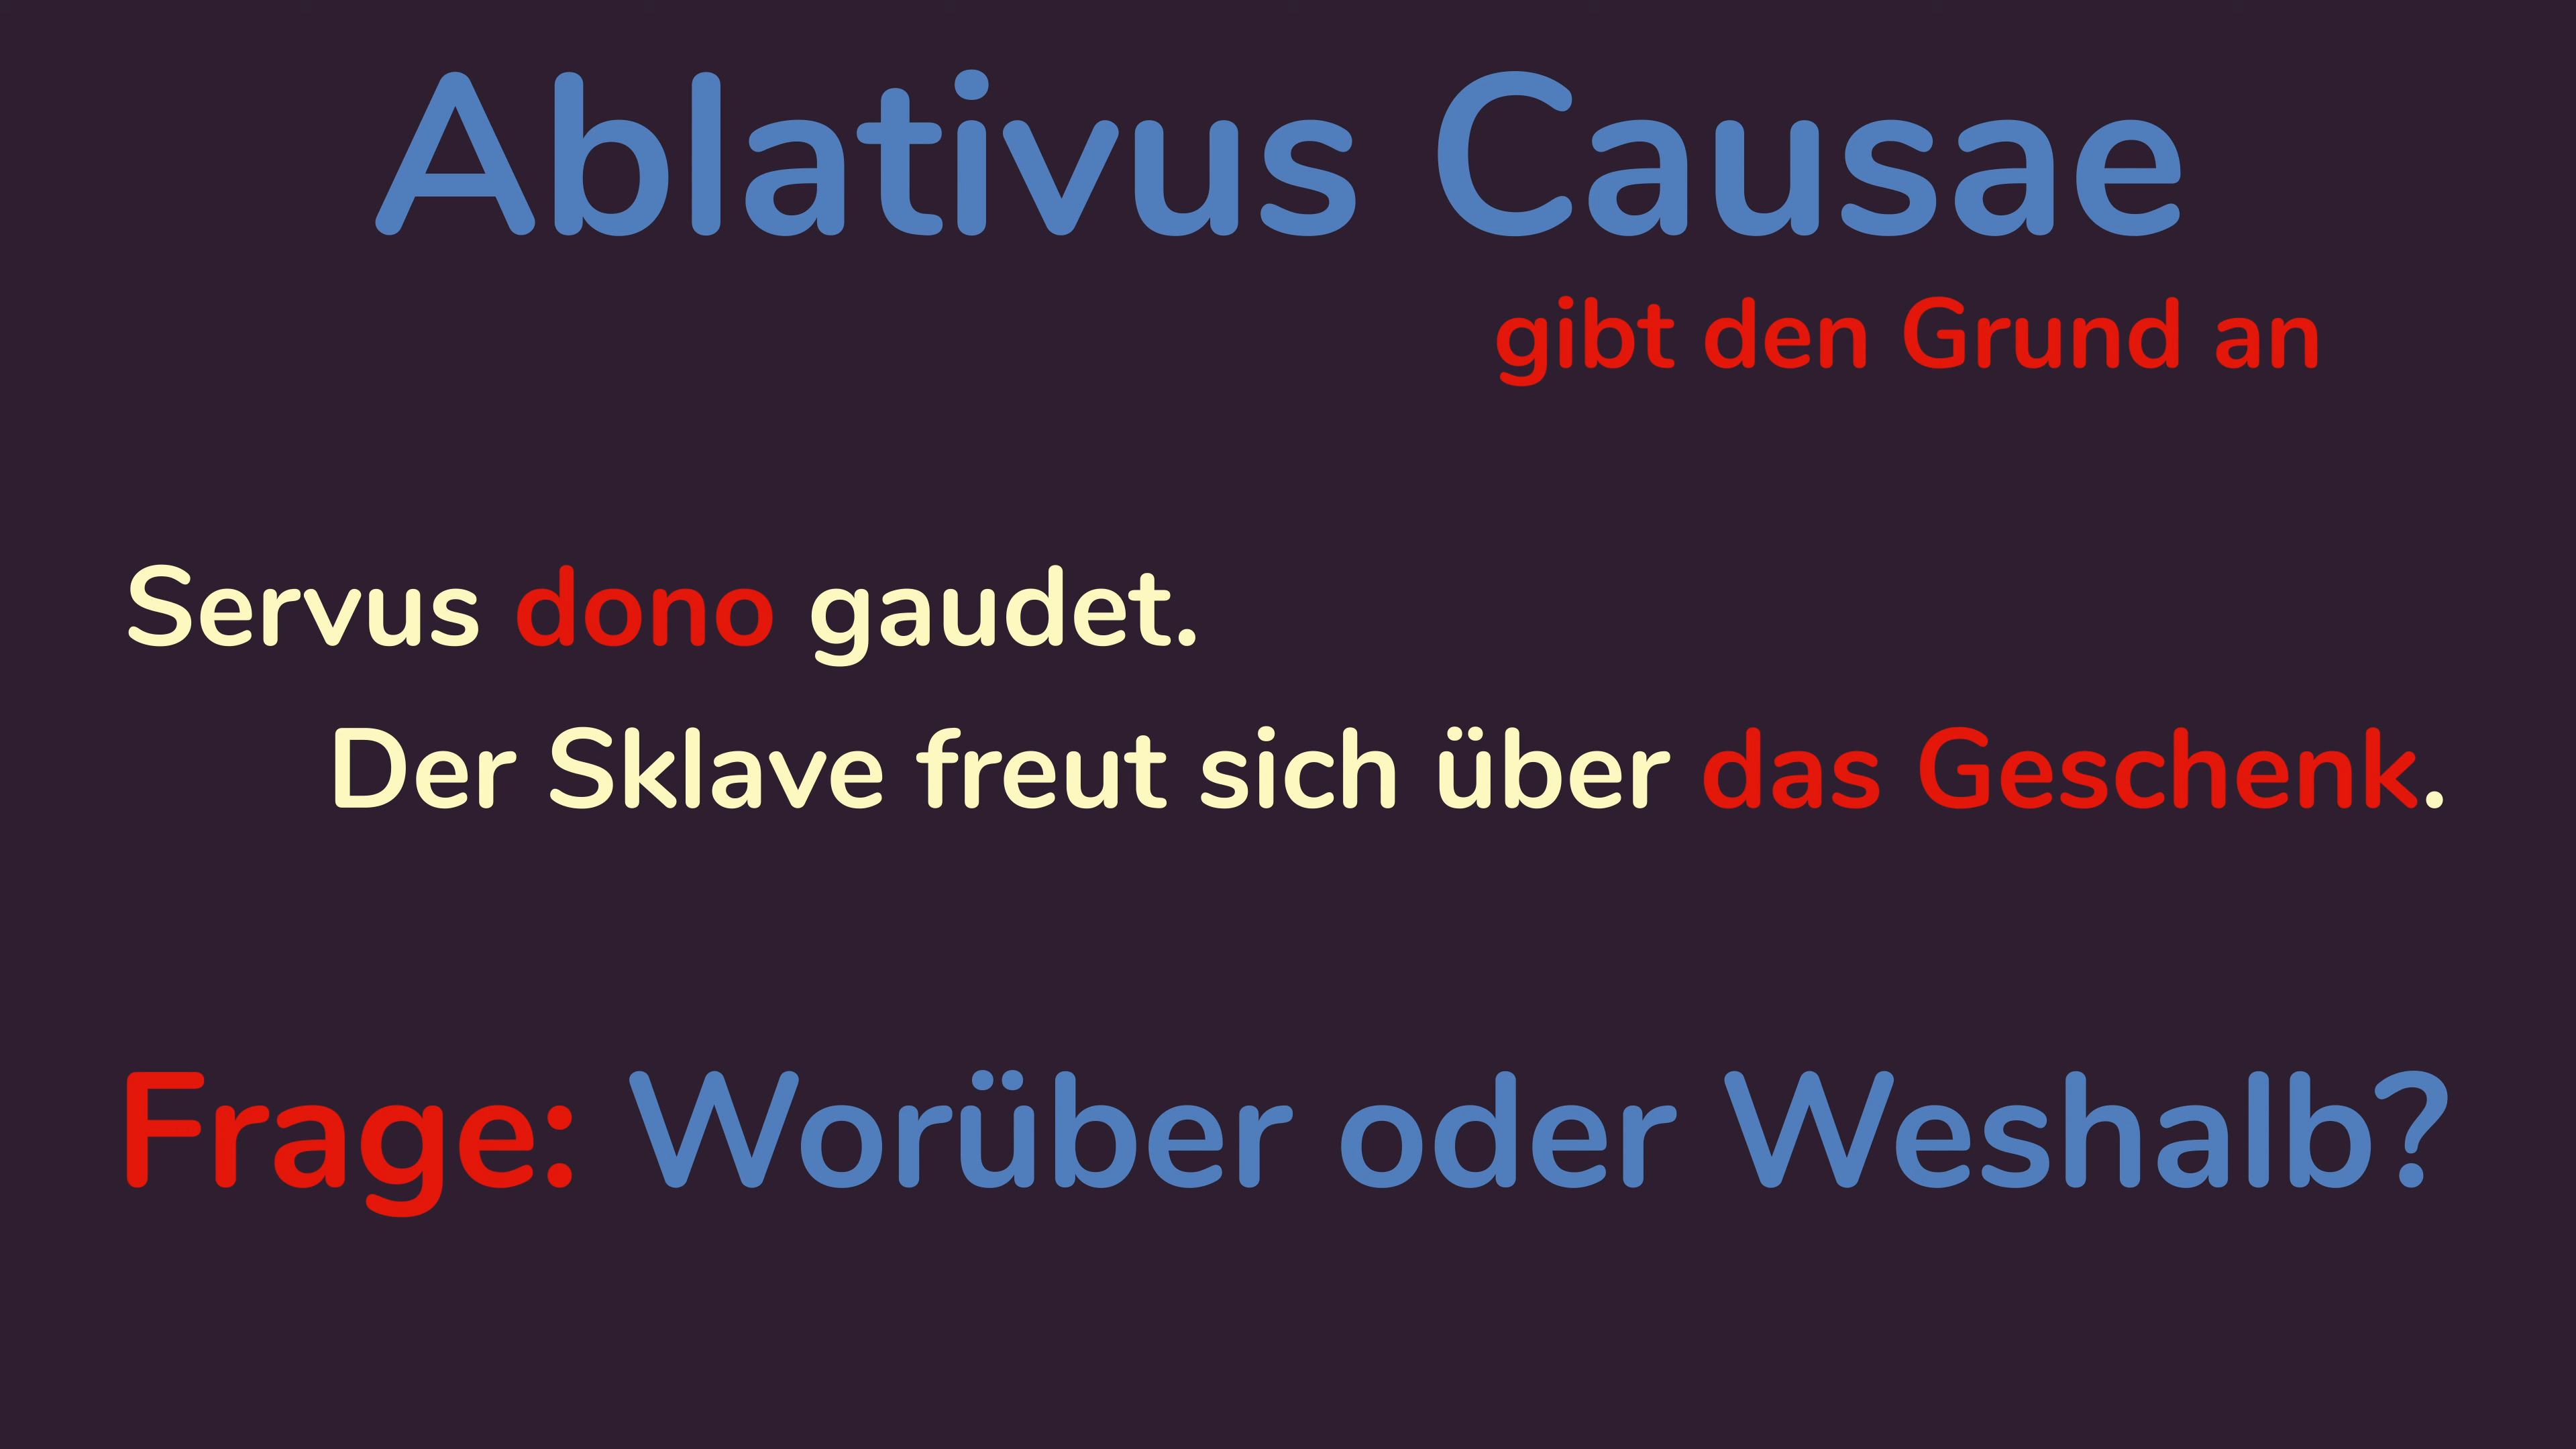 Ablativus Causae
gibt den Grund an
Servus dono gaudet.
Der Sklave freut sich über das Geschenk.
Frage: Worüber oder Weshalb?